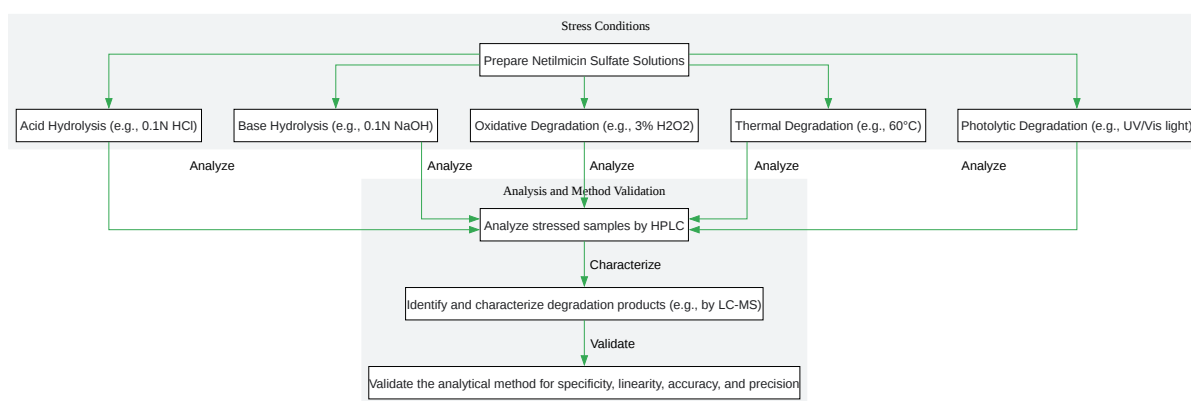 Stress Conditions
Prepare Netilmicin Sulfate Solutions
Acid Hydrolysis (e.g., 0.1N HCl)
Base Hydrolysis (e.g., 0.1N NaOH)
Oxidative Degradation (e.g., 3% H2O2)
Thermal Degradation (e.g., 60°C)
Photolytic Degradation (e.g., UV/Vis light)
Analyze
Analyze
Analyze
Analyze
Analyze
Analysis and Method Validation
Analyze stressed samples by HPLC
Characterize
Identify and characterize degradation products (e.g., by LC-MS)
Validate
Validate the analytical method for specificity, linearity, accuracy, and precision